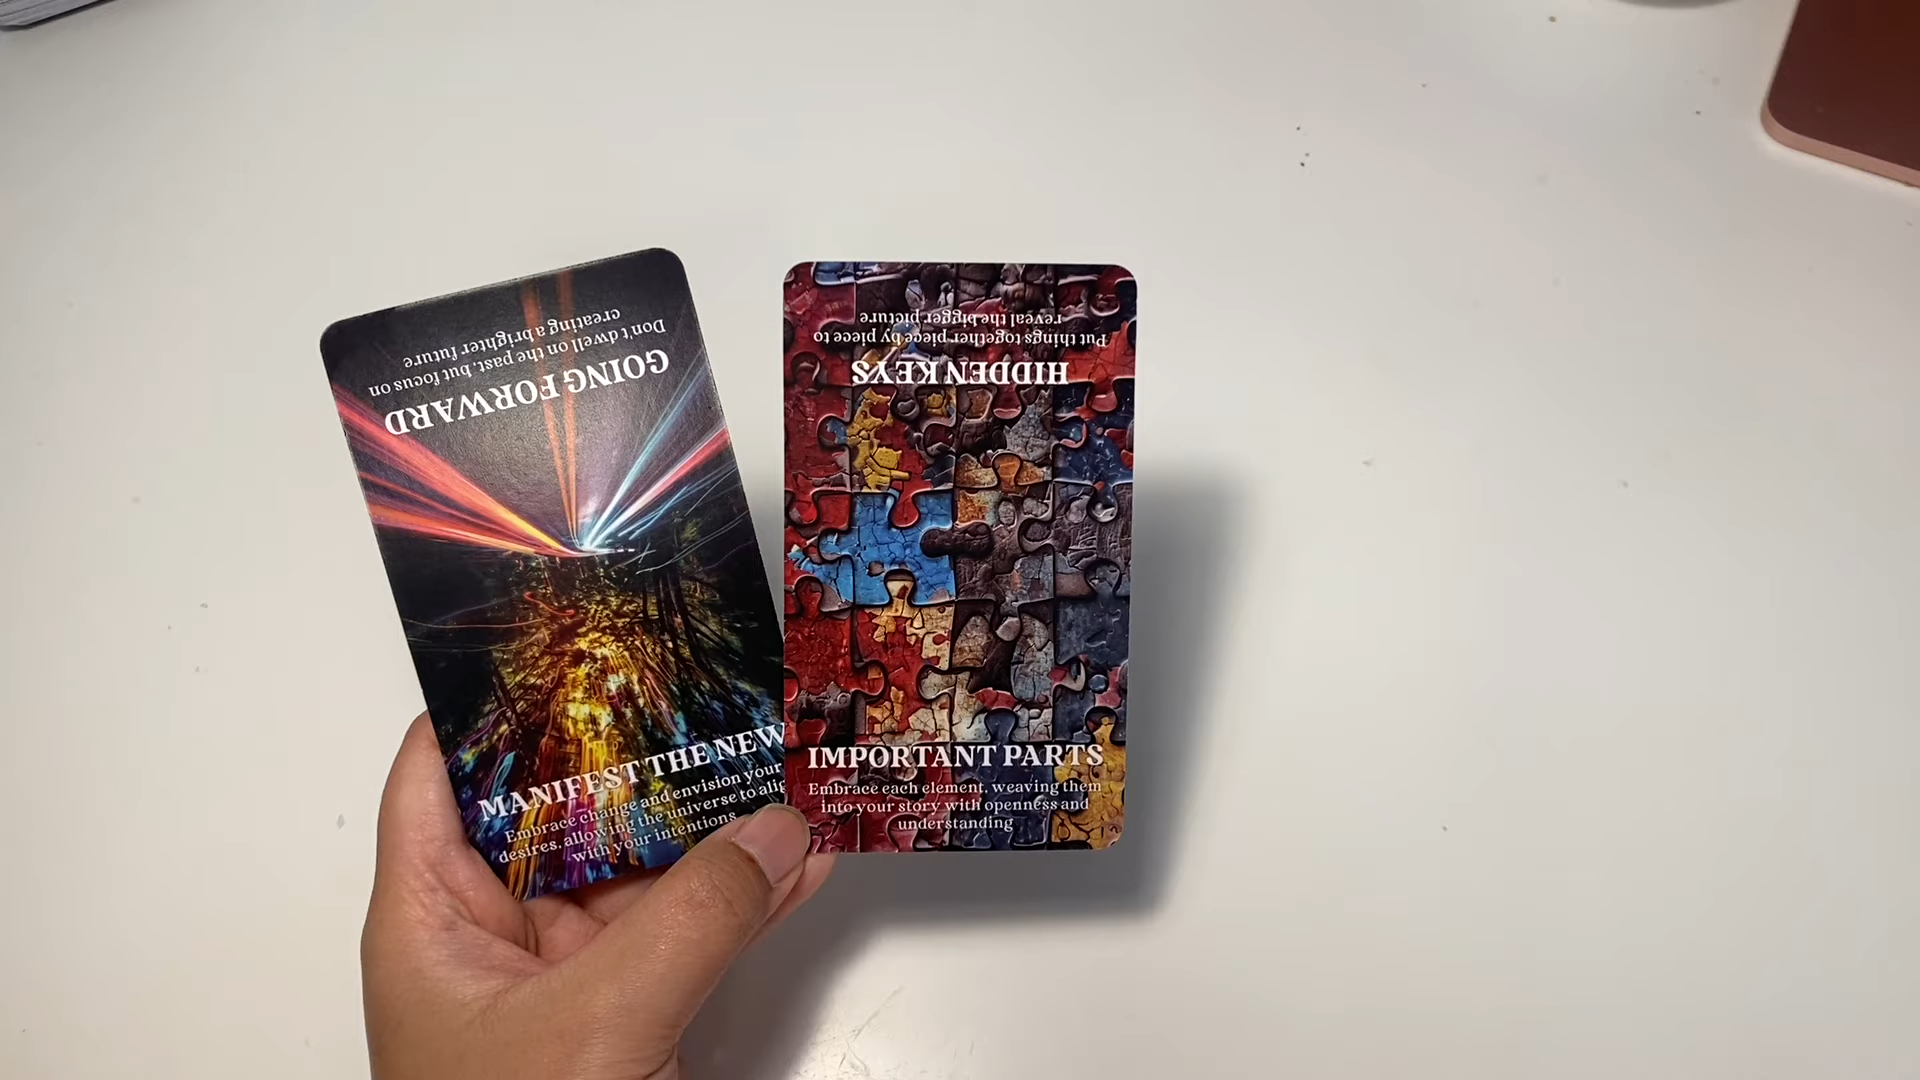 GOING FORWARD
Don't dwell on the past, but focus on
creating a brighter future
MANIFEST THE NEW
Embrace change and envision your
desires, allowing the universe to
with your intentions
HIDDEN KEYS
Put things together piece by piece to
reveal the bigger picture
IMPORTANT PARTS
Embrace each element, weaving them
into your story with openness and
understanding